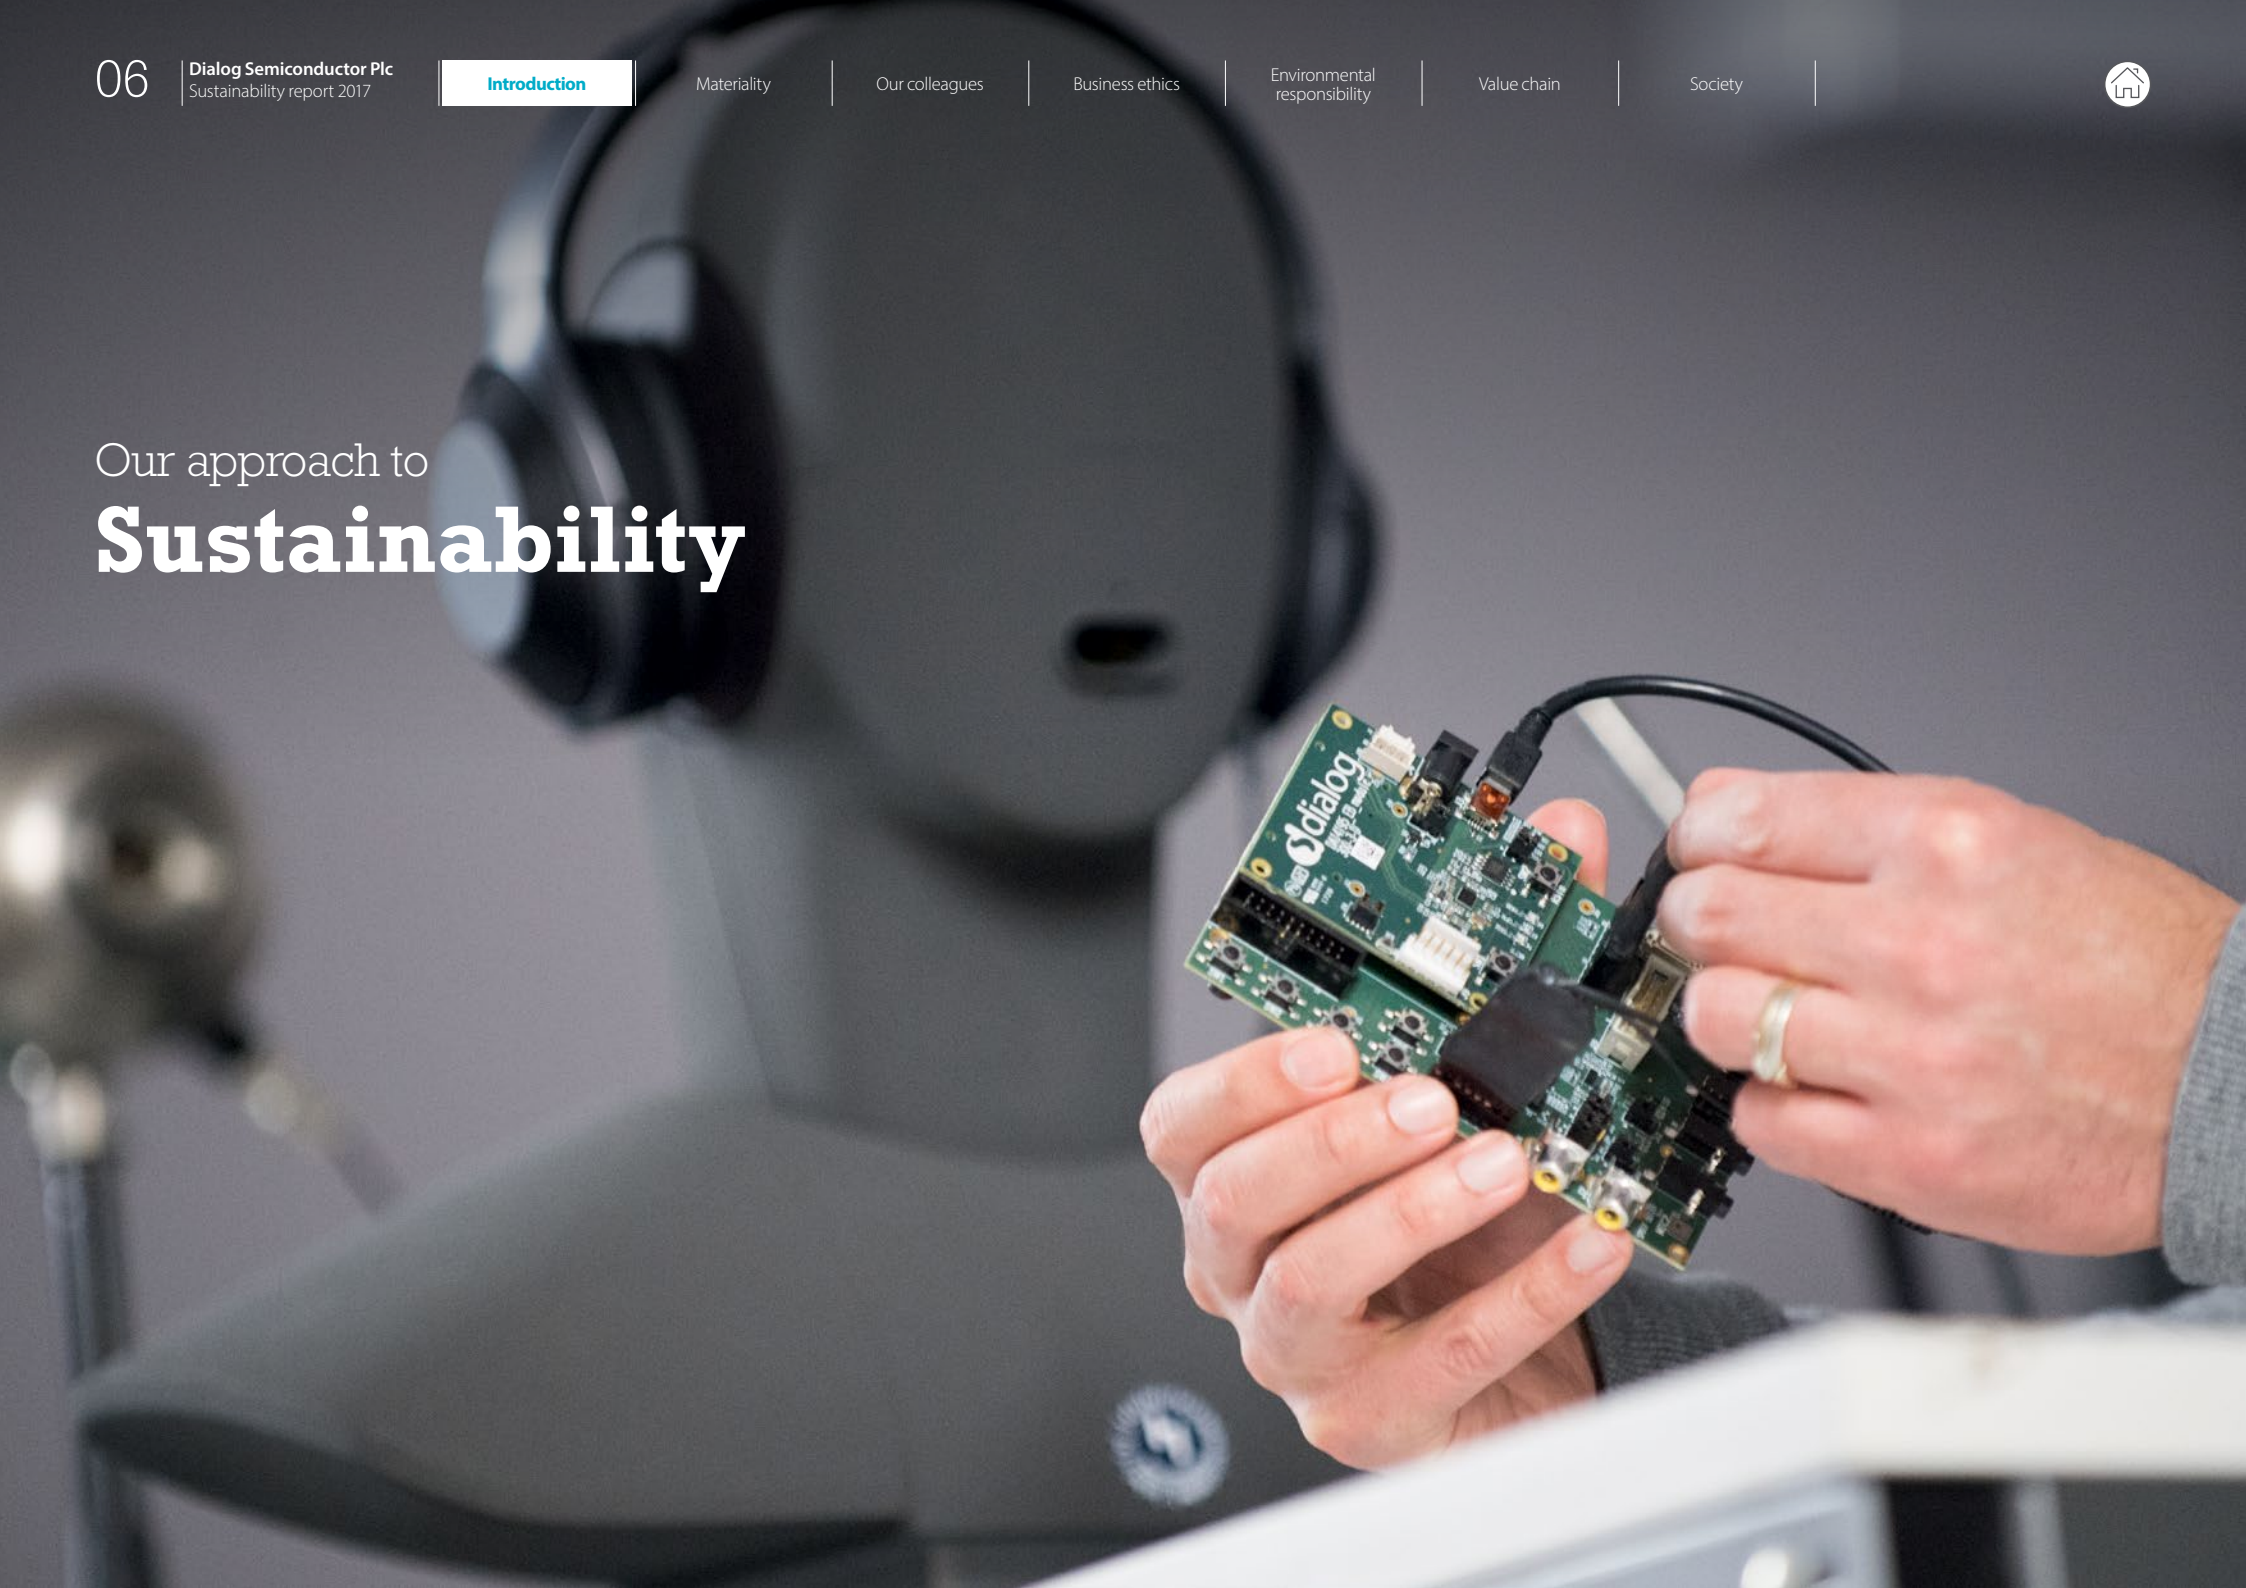 06
Dialog Semiconductor Plc
Sustainability report 2017
Introduction
Materiality
Our colleagues
Business ethics
Environmental
responsibility
Value chain
Society
Our approach to
Sustainability
dialog